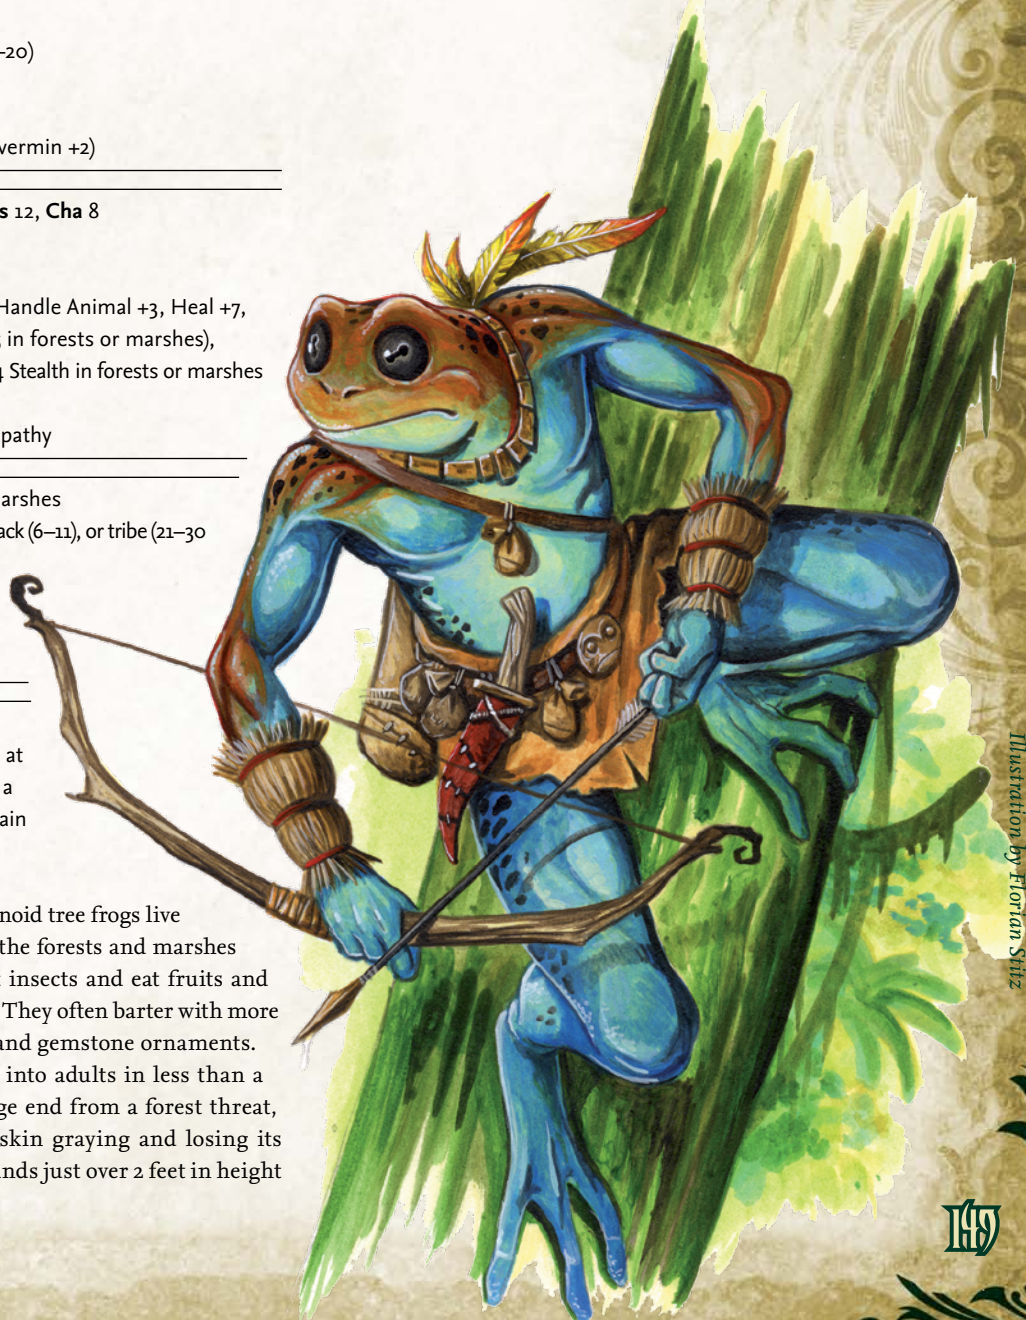 –20)
vermin +2)
s 12, Cha 8
Handle Animal +3, Heal +7,
in forests or marshes),
Stealth in forests or marshes
pathy
arshes
ack (6–11), or tribe (21–30
at
a
ain
noid tree frogs live
the forests and marshes
insects and eat fruits and
They often barter with more
and gemstone ornaments.
into adults in less than a
ge end from a forest threat,
skin graying and losing its
nds just over 2 feet in height
Illustration by Florian Stitz